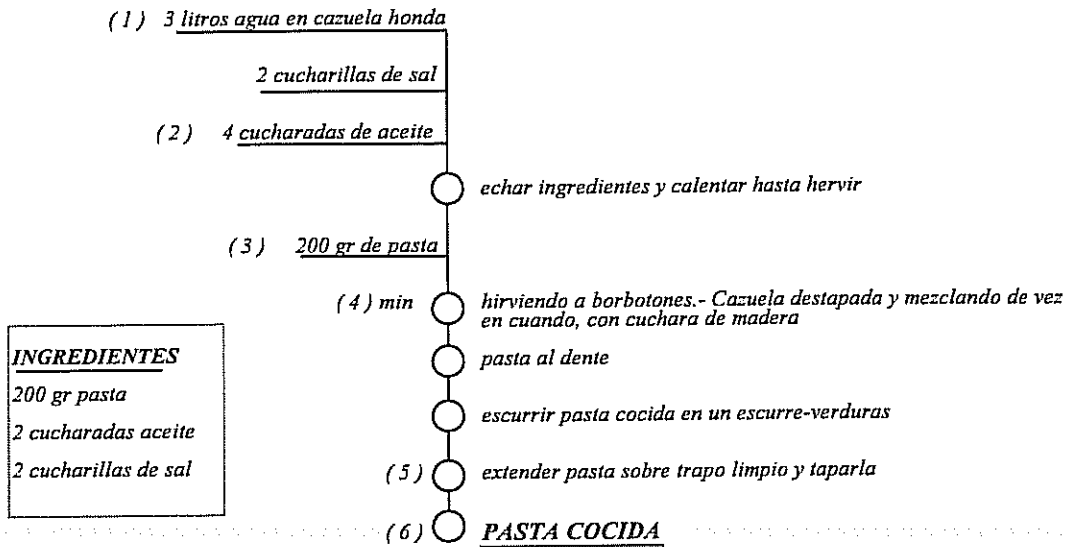 (1) 3 litros agua en cazuela honda
2 cucharillas de sal
(2) 4 cucharadas de aceite
echar ingredientes y calentar hasta hervir
(3) 200 gr de pasta
(4) min hirviendo a borbotones.- Cazuela destapada y mezclando de vez
en cuando, con cuchara de madera
INGREDIENTES
200 gr pasta
2 cucharadas aceite
2 cucharillas de sal
pasta al dente
escurrir pasta cocida en un escurre-verduras
(5) extender pasta sobre trapo limpio y taparla
(6) PASTA COCIDA